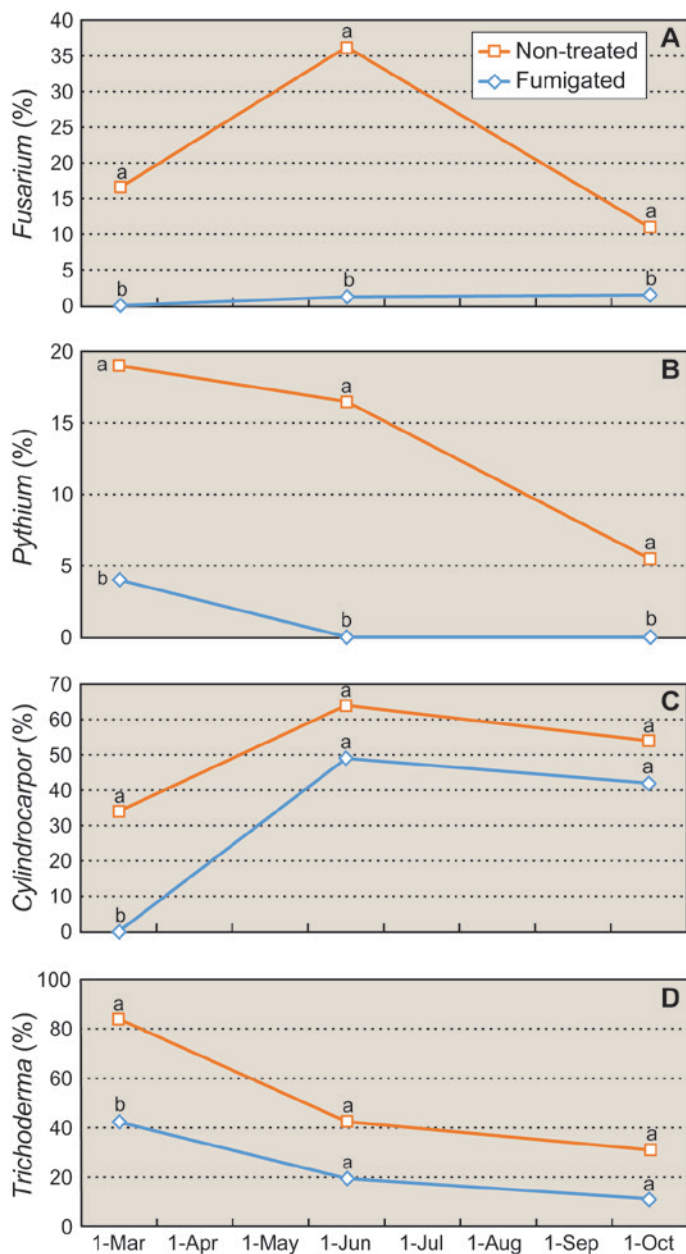 A
Non-treated
Fumigated
Fusarium (%)
40
35
30
25
20
15
10
5
0
a
a
a
b
b
b
B
Pythium (%)
20
15
10
5
0
a
a
a
b
b
b
C
Cylindrocarpor (%)
70
60
50
40
30
20
10
0
a
a
a
b
a
a
D
Trichoderma (%)
100
80
60
40
20
0
a
a
a
b
a
a
1-Mar 1-Apr 1-May 1-Jun 1-Jul 1-Aug 1-Sep 1-Oct